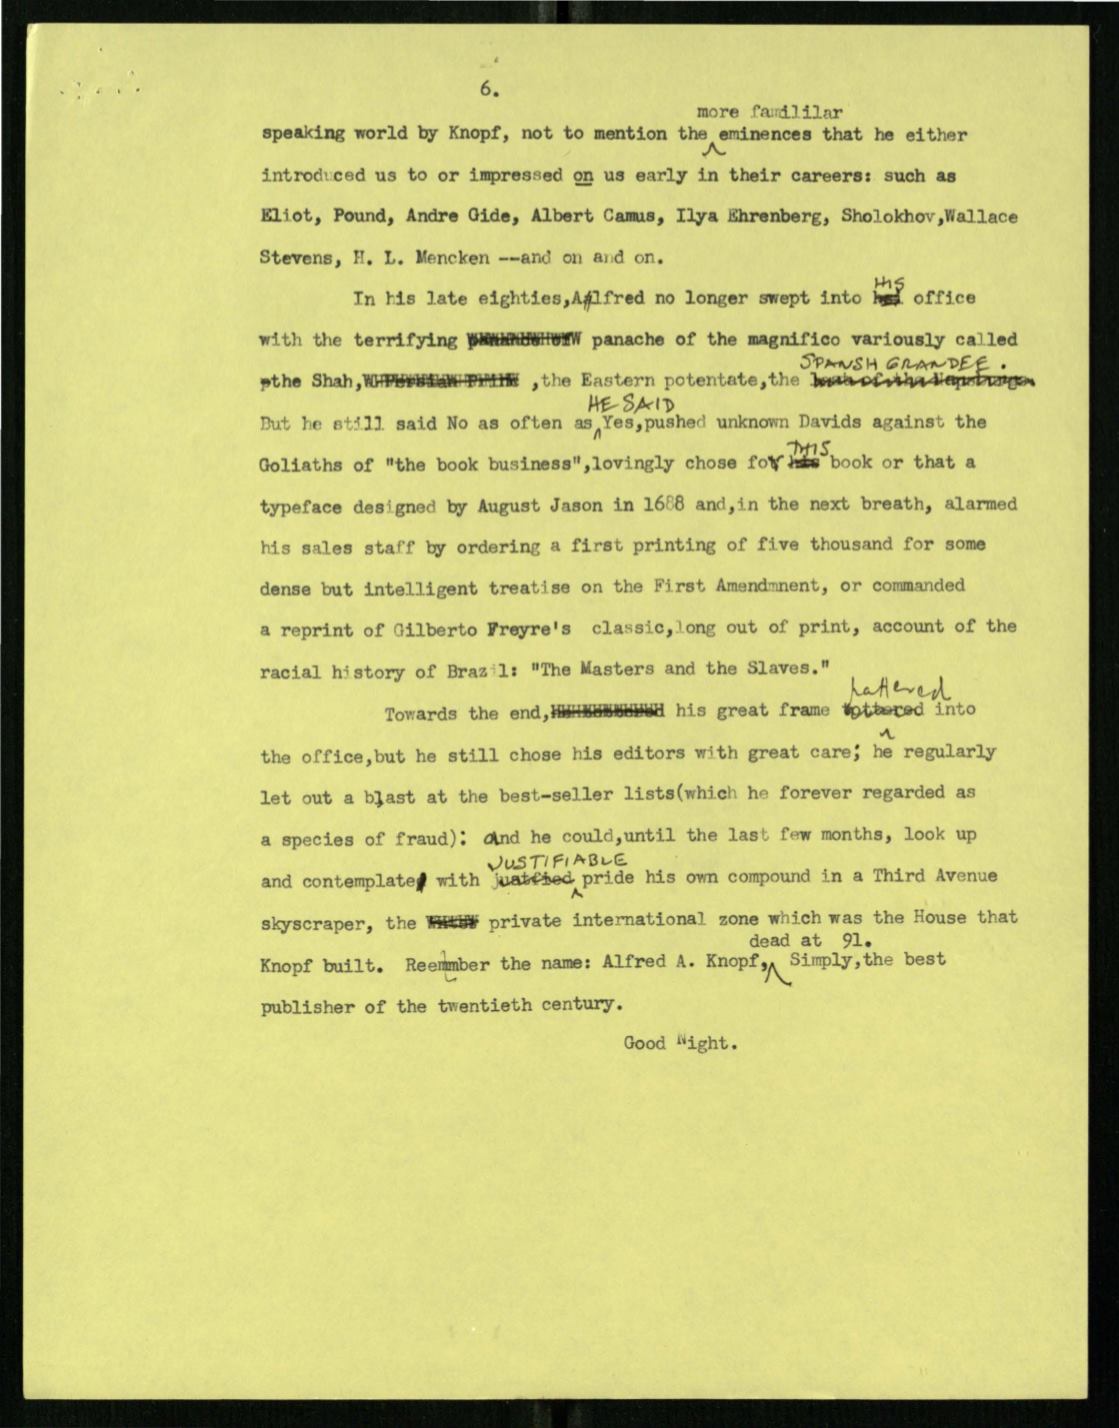 6.
more famililar
speaking world by Knopf, not to mention the eminences that he either
introduced us to or impressed on us early in their careers: such as
Eliot, Pound, Andre Gide, Albert Camus, Ilya Ehrenberg, Sholokhov,Wallace
Stevens, H. L. Mencken --and on and on.
HIS
In his late eighties,Alfred no longer swept into office
with the terrifying panache of the magnifico variously called
SPANSH GRANDEE.
the Shah, ,the Eastern potentate,the
HE SAID
But he still said No as often as Yes,pushed unknown Davids against the
THIS
Goliaths of "the book business",lovingly chose for book or that a
typeface designed by August Jason in 1688 and,in the next breath, alarmed
his sales staff by ordering a first printing of five thousand for some
dense but intelligent treatise on the First Amendmnent, or commanded
a reprint of Gilberto Freyre's classic,long out of print, account of the
racial history of Brazil: "The Masters and the Slaves."
Towards the end, his great frame tottered into
the office,but he still chose his editors with great care; he regularly
let out a blast at the best-seller lists(which he forever regarded as
a species of fraud): And he could,until the last few months, look up
JUSTIFIABLE
and contemplate with justfied pride his own compound in a Third Avenue
skyscraper, the private international zone which was the House that
dead at 91.
Knopf built. Reemmber the name: Alfred A. Knopf, Simply,the best
publisher of the twentieth century.
Good Night.